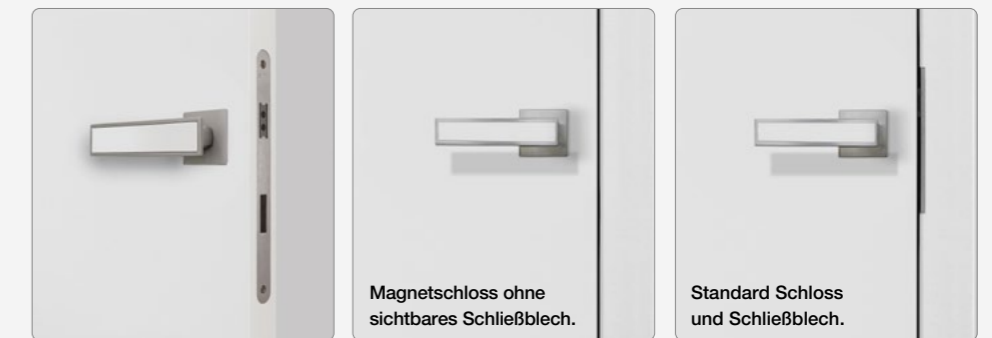 Magnetschloss ohne
sichtbares Schließblech.
Standard Schloss
und Schließblech.